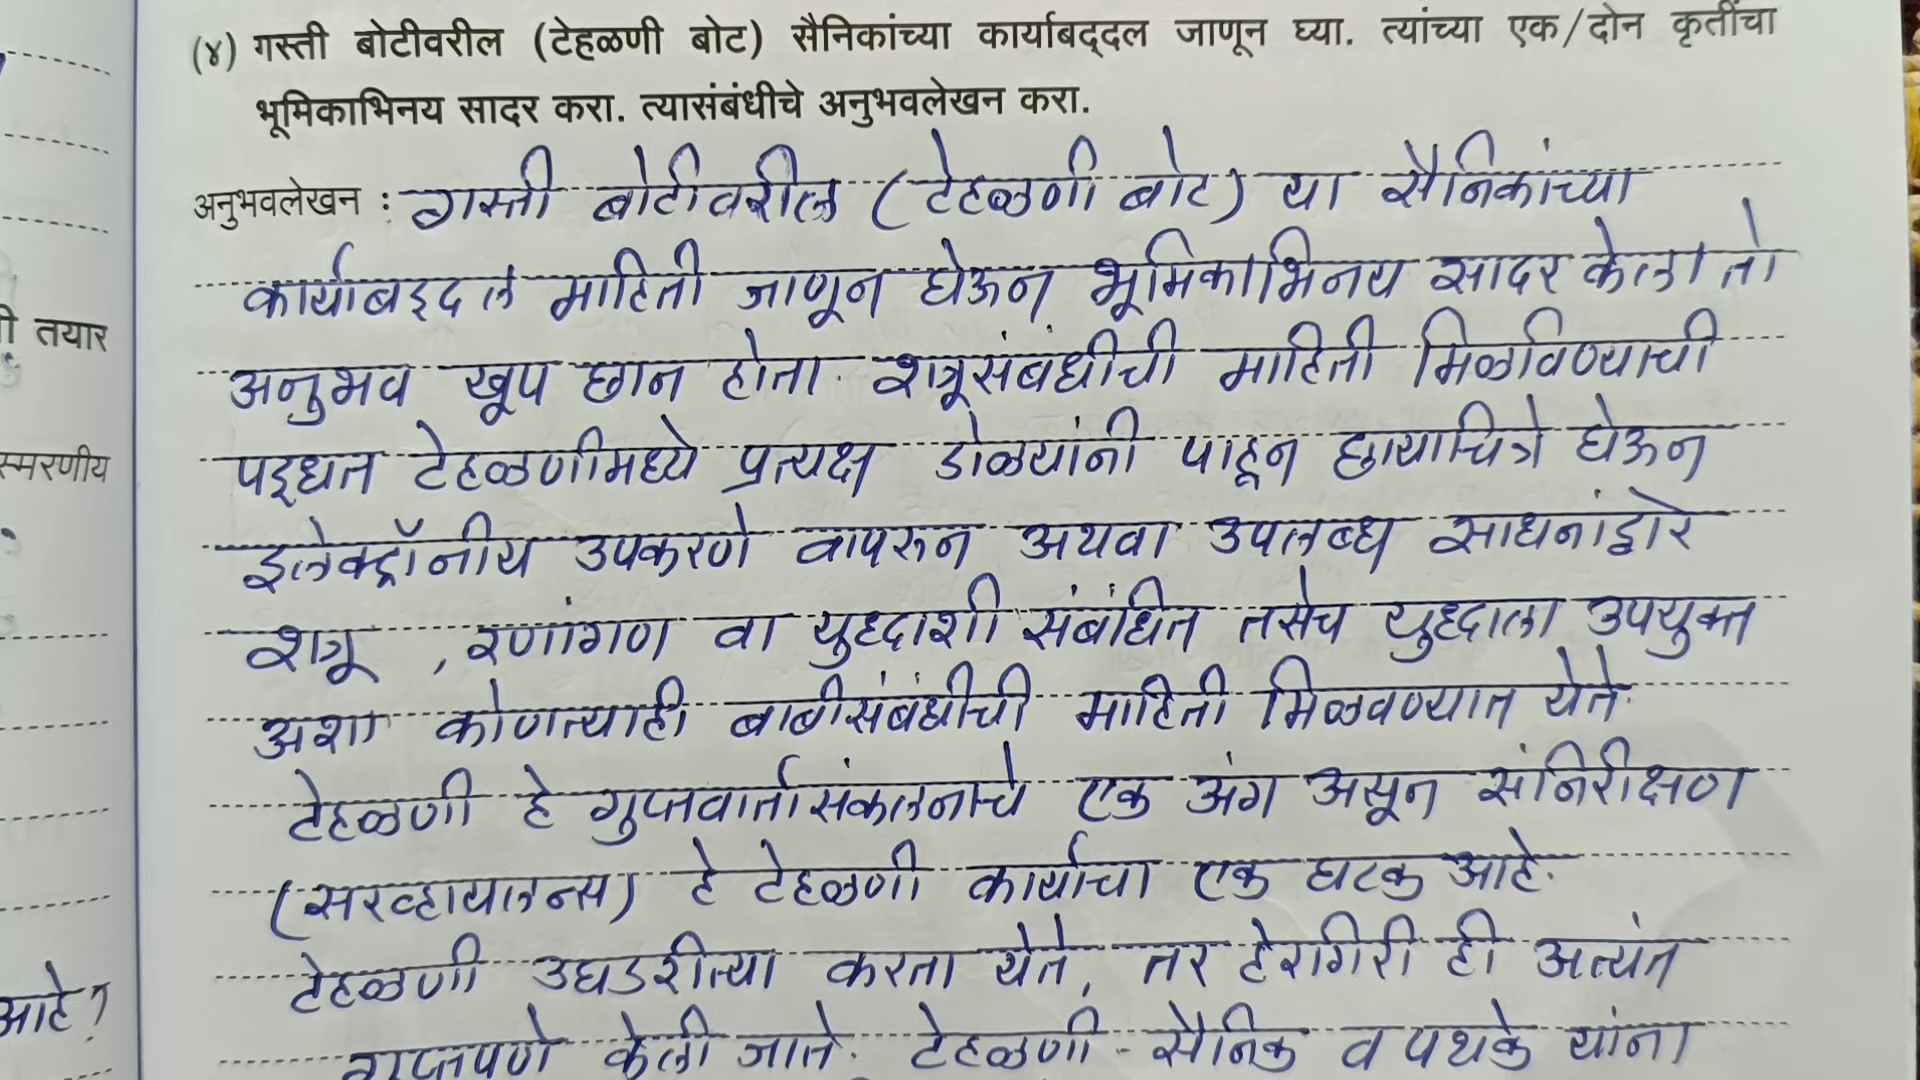 (४) गस्ती बोटीवरील (टेहळणी बोट) सैनिकांच्या कार्याबद्दल जाणून घ्या. त्यांच्या एक/दोन कृतींचा
भूमिकाभिनय सादर करा. त्यासंबंधीचे अनुभवलेखन करा.
अनुभवलेखन : गस्ती बोटीवरील (टेहळणी बोट) या सैनिकांच्या
कार्याबद्दल माहिती जाणून घेऊन भूमिकाभिनय सादर केला तो
अनुभव खूप छान होता. शत्रूसंबंधीची माहिती मिळविण्याची
पद्धत टेहळणीमध्ये प्रत्यक्ष डोळ्यांनी पाहून छायाचित्रे घेऊन
इलेक्ट्रॉनीय उपकरणे वापरून अथवा उपलब्ध साधनांद्वारे
शत्रू , रणांगण वा युध्दाशी संबंधित तसेच युध्दाला उपयुक्त
अशा कोणत्याही बाबीसंबंधीची माहिती मिळवण्यात येते.
टेहळणी हे गुप्तवार्तासंकलनाचे एक अंग असून संनिरीक्षण
(सरव्हायालन्स) हे टेहळणी कार्याचा एक घटक आहे.
टेहळणी उघडरीत्या करता येते, तर हेरगिरी ही अत्यंत
गुप्तपणे केली जाते. टेहळणी - सैनिक व पथके यांना
ी तयार
स्मरणीय
आहे?